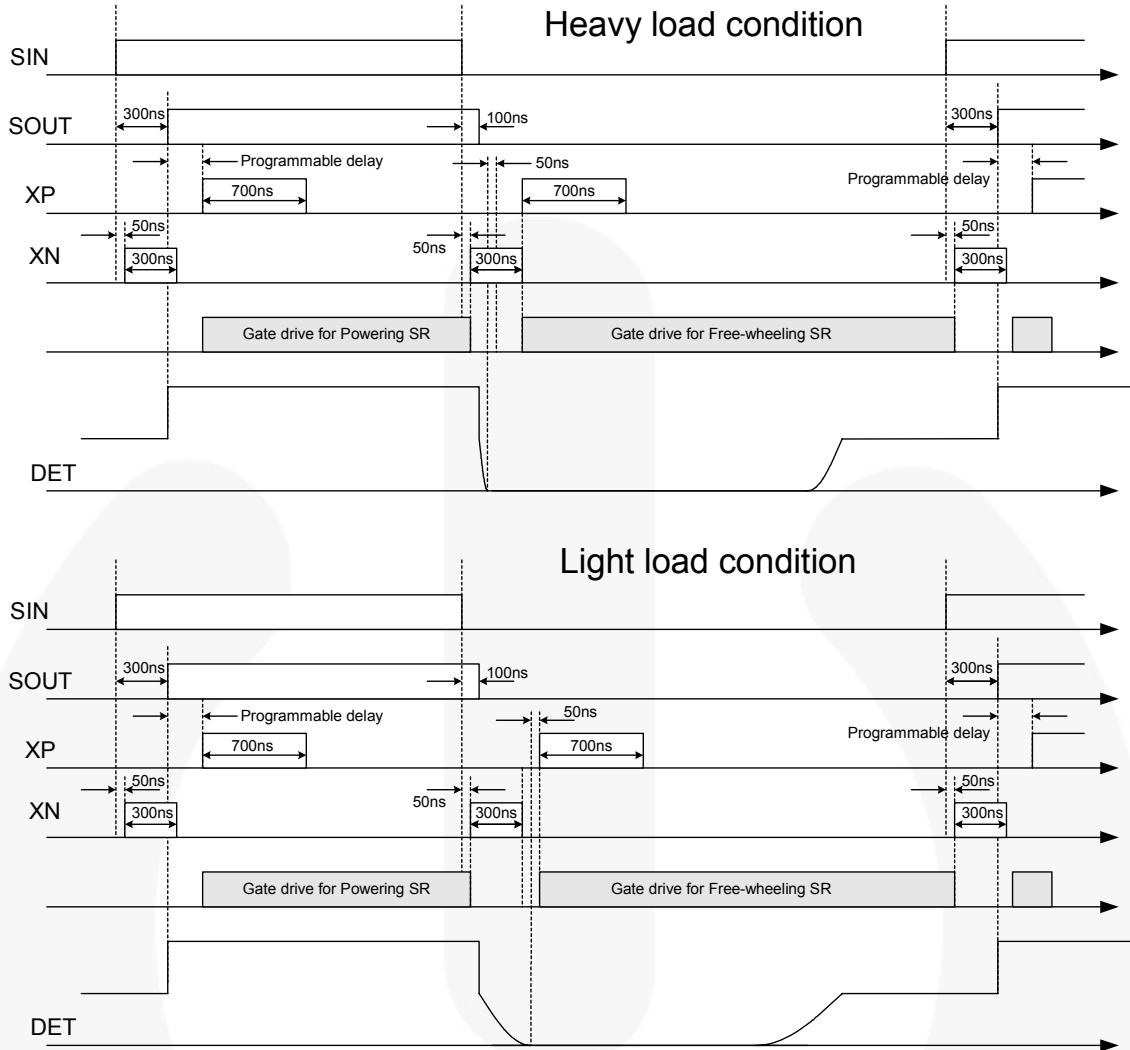 Heavy load condition
SIN
300ns
300ns
SOUT
100ns
Programmable delay
50ns
Programmable delay
XP
700ns
700ns
50ns
50ns
50ns
XN
300ns
300ns
300ns
Gate drive for Powering SR
Gate drive for Free-wheeling SR
DET
Light load condition
SIN
300ns
300ns
SOUT
100ns
Programmable delay
50ns
Programmable delay
XP
700ns
700ns
50ns
50ns
50ns
XN
300ns
300ns
300ns
Gate drive for Powering SR
Gate drive for Free-wheeling SR
DET